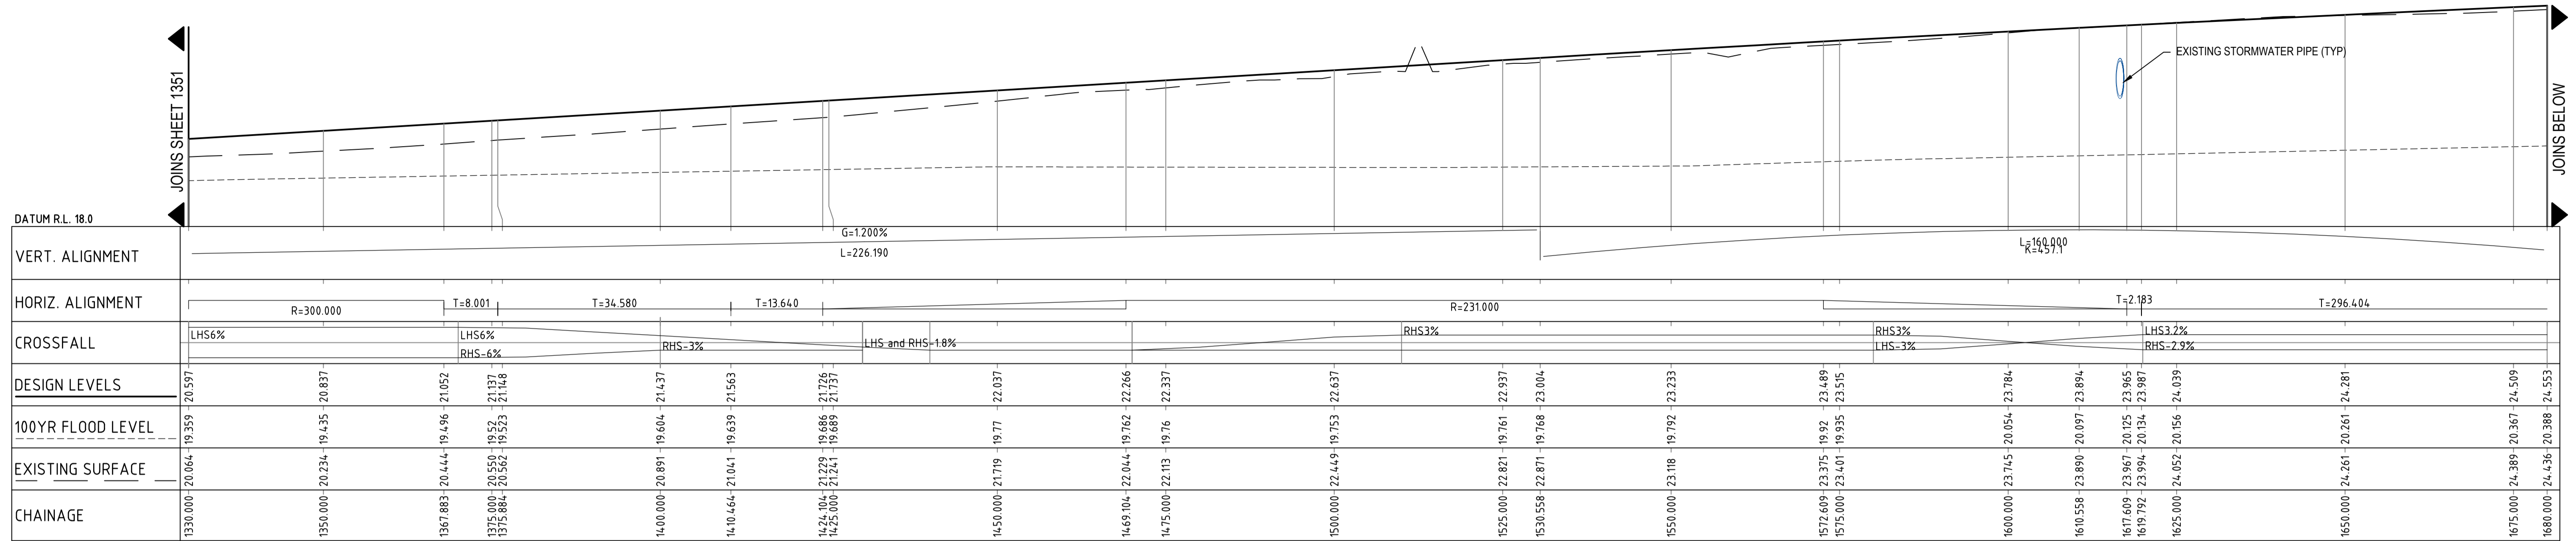 EXISTING STORMWATER PIPE (TYP)
JOINS SHEET 1351
JOINS BELOW
DATUM R.L. 18.0
VERT. ALIGNMENT
G=1.200%
L=226.190
L=160.000
K=457.1
HORIZ. ALIGNMENT
R=300.000
T=8.001
T=34.580
T=13.640
R=231.000
T=2.183
T=296.404
CROSSFALL
LHS6%
LHS6%
RHS-6%
RHS-3%
LHS and RHS-1.8%
RHS3%
RHS3%
LHS-3%
LHS3.2%
RHS-2.9%
DESIGN LEVELS
20.597 20.837 21.052 21.137 21.148 21.437 21.563 21.726 21.737 22.037 22.266 22.337 22.637 22.937 23.004 23.233 23.489 23.515 23.784 23.894 23.965 23.987 24.039 24.281 24.509 24.553
100YR FLOOD LEVEL
19.359 19.435 19.496 19.52 19.523 19.604 19.639 19.686 19.689 19.77 19.762 19.76 19.753 19.761 19.768 19.792 19.92 19.935 20.054 20.097 20.125 20.134 20.156 20.261 20.367 20.388
EXISTING SURFACE
20.064 20.234 20.444 20.550 20.562 20.891 21.041 21.229 21.241 21.719 22.044 22.113 22.449 22.821 22.871 23.118 23.375 23.401 23.745 23.890 23.967 23.994 24.052 24.261 24.389 24.436
CHAINAGE
1330.000 1350.000 1367.883 1375.000 1375.884 1400.000 1410.464 1424.104 1425.000 1450.000 1469.104 1475.000 1500.000 1525.000 1530.558 1550.000 1572.609 1575.000 1600.000 1610.558 1617.609 1619.792 1625.000 1650.000 1675.000 1680.000